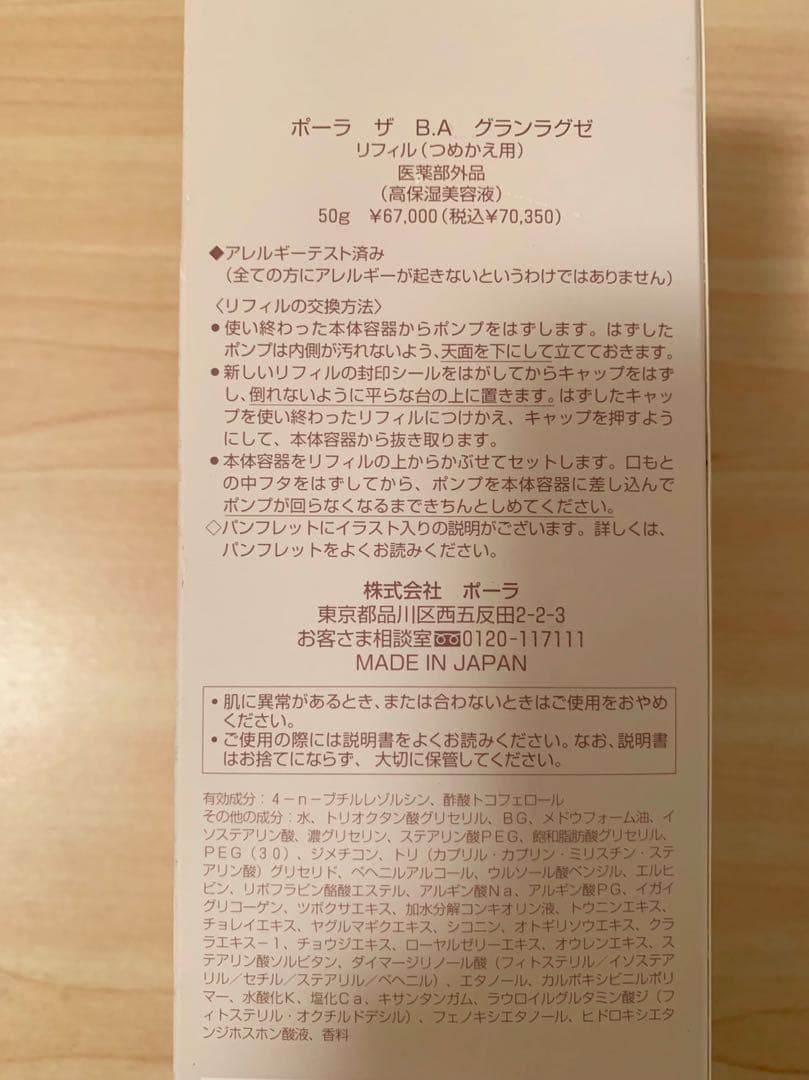 ポーラ ザ B.A グランラグゼ
リフィル（つめかえ用）
医薬部外品
（高保湿美容液）
50g ¥67,000（税込¥70,350）
◆アレルギーテスト済み
（全ての方にアレルギーが起きないというわけではありません）
〈リフィルの交換方法〉
●使い終わった本体容器からポンプをはずします。はずした
ポンプは内側が汚れないよう、天面を下にして立てておきます。
●新しいリフィルの封印シールをはがしてからキャップをはず
し、倒れないように平らな台の上に置きます。はずしたキャッ
プを使い終わったリフィルにつけかえ、キャップを押すよう
にして、本体容器から抜き取ります。
●本体容器をリフィルの上からかぶせてセットします。口もと
の中フタをはずしてから、ポンプを本体容器に差し込んで
ポンプが回らなくなるまできちんとしめてください。
◇パンフレットにイラスト入りの説明がございます。詳しくは、
パンフレットをよくお読みください。
株式会社 ポーラ
東京都品川区西五反田2-2-3
お客さま相談室0120-117111
MADE IN JAPAN
・肌に異常があるとき、または合わないときはご使用をおやめ
ください。
・ご使用の際には説明書をよくお読みください。なお、説明書
はお捨てにならず、大切に保管してください。
有効成分：4－n－ブチルレゾルシン、酢酸トコフェロール
その他の成分：水、トリオクタン酸グリセリル、BG、メドウフォーム油、イ
ソステアリン酸、濃グリセリン、ステアリン酸PEG、飽和脂肪酸グリセリル、
PEG（30）、ジメチコン、トリ（カプリル・カプリン・ミリスチン・ステ
アリン酸）グリセリド、ベヘニルアルコール、ウルソール酸ベンジル、エルヒ
ビン、リボフラビン酪酸エステル、アルギン酸Na、アルギン酸PG、イガイ
グリコーゲン、ツボクサエキス、加水分解コンキオリン液、トウニンエキス、
チョレイエキス、ヤグルマギクエキス、シコニン、オトギリソウエキス、クラ
ラエキス－1、チョウジエキス、ローヤルゼリーエキス、オウレンエキス、ス
テアリン酸ソルビタン、ダイマージリノール酸（フィトステリル／イソステア
リル／セチル／ステアリル／ベヘニル）、エタノール、カルボキシビニルポリ
マー、水酸化K、塩化Ca、キサンタンガム、ラウロイルグルタミン酸ジ（フ
ィトステリル・オクチルドデシル）、フェノキシエタノール、ヒドロキシエタ
ンジホスホン酸液、香料